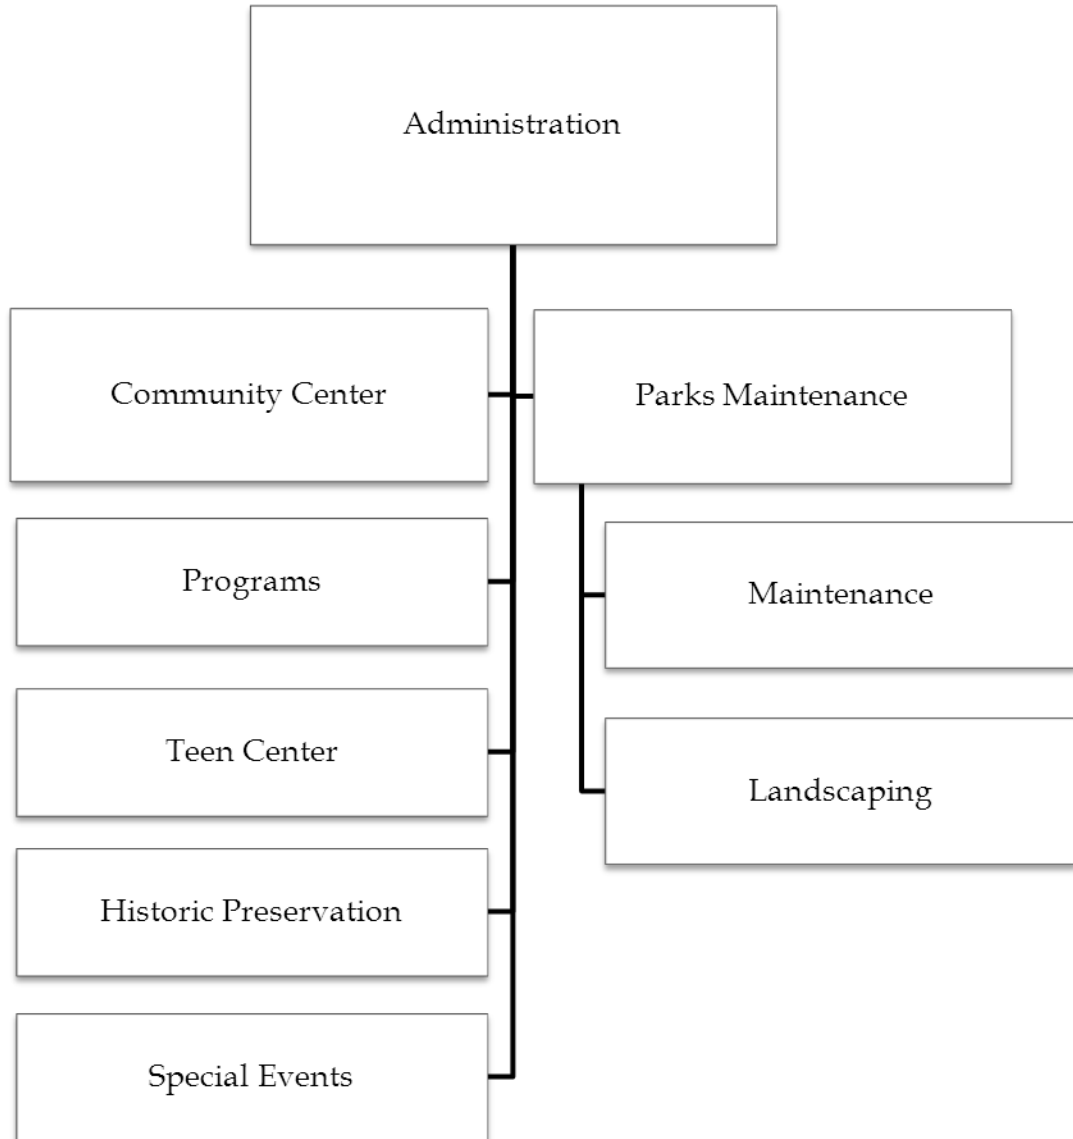 Administration
Community Center
Parks Maintenance
Programs
Maintenance
Teen Center
Landscaping
Historic Preservation
Special Events